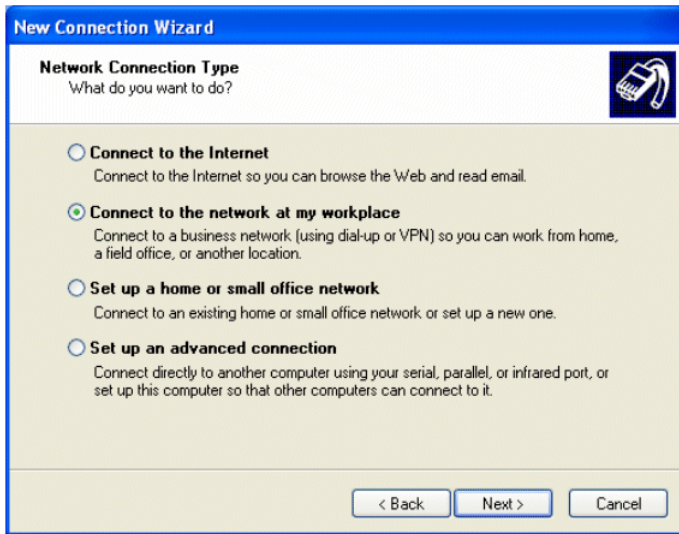 New Connection Wizard
Network Connection Type
What do you want to do?
Connect to the Internet
Connect to the Internet so you can browse the Web and read email.
Connect to the network at my workplace
Connect to a business network (using dial-up or VPN) so you can work from home,
a field office, or another location.
Set up a home or small office network
Connect to an existing home or small office network or set up a new one.
Set up an advanced connection
Connect directly to another computer using your serial, parallel, or infrared port, or
set up this computer so that other computers can connect to it.
< Back Next > Cancel